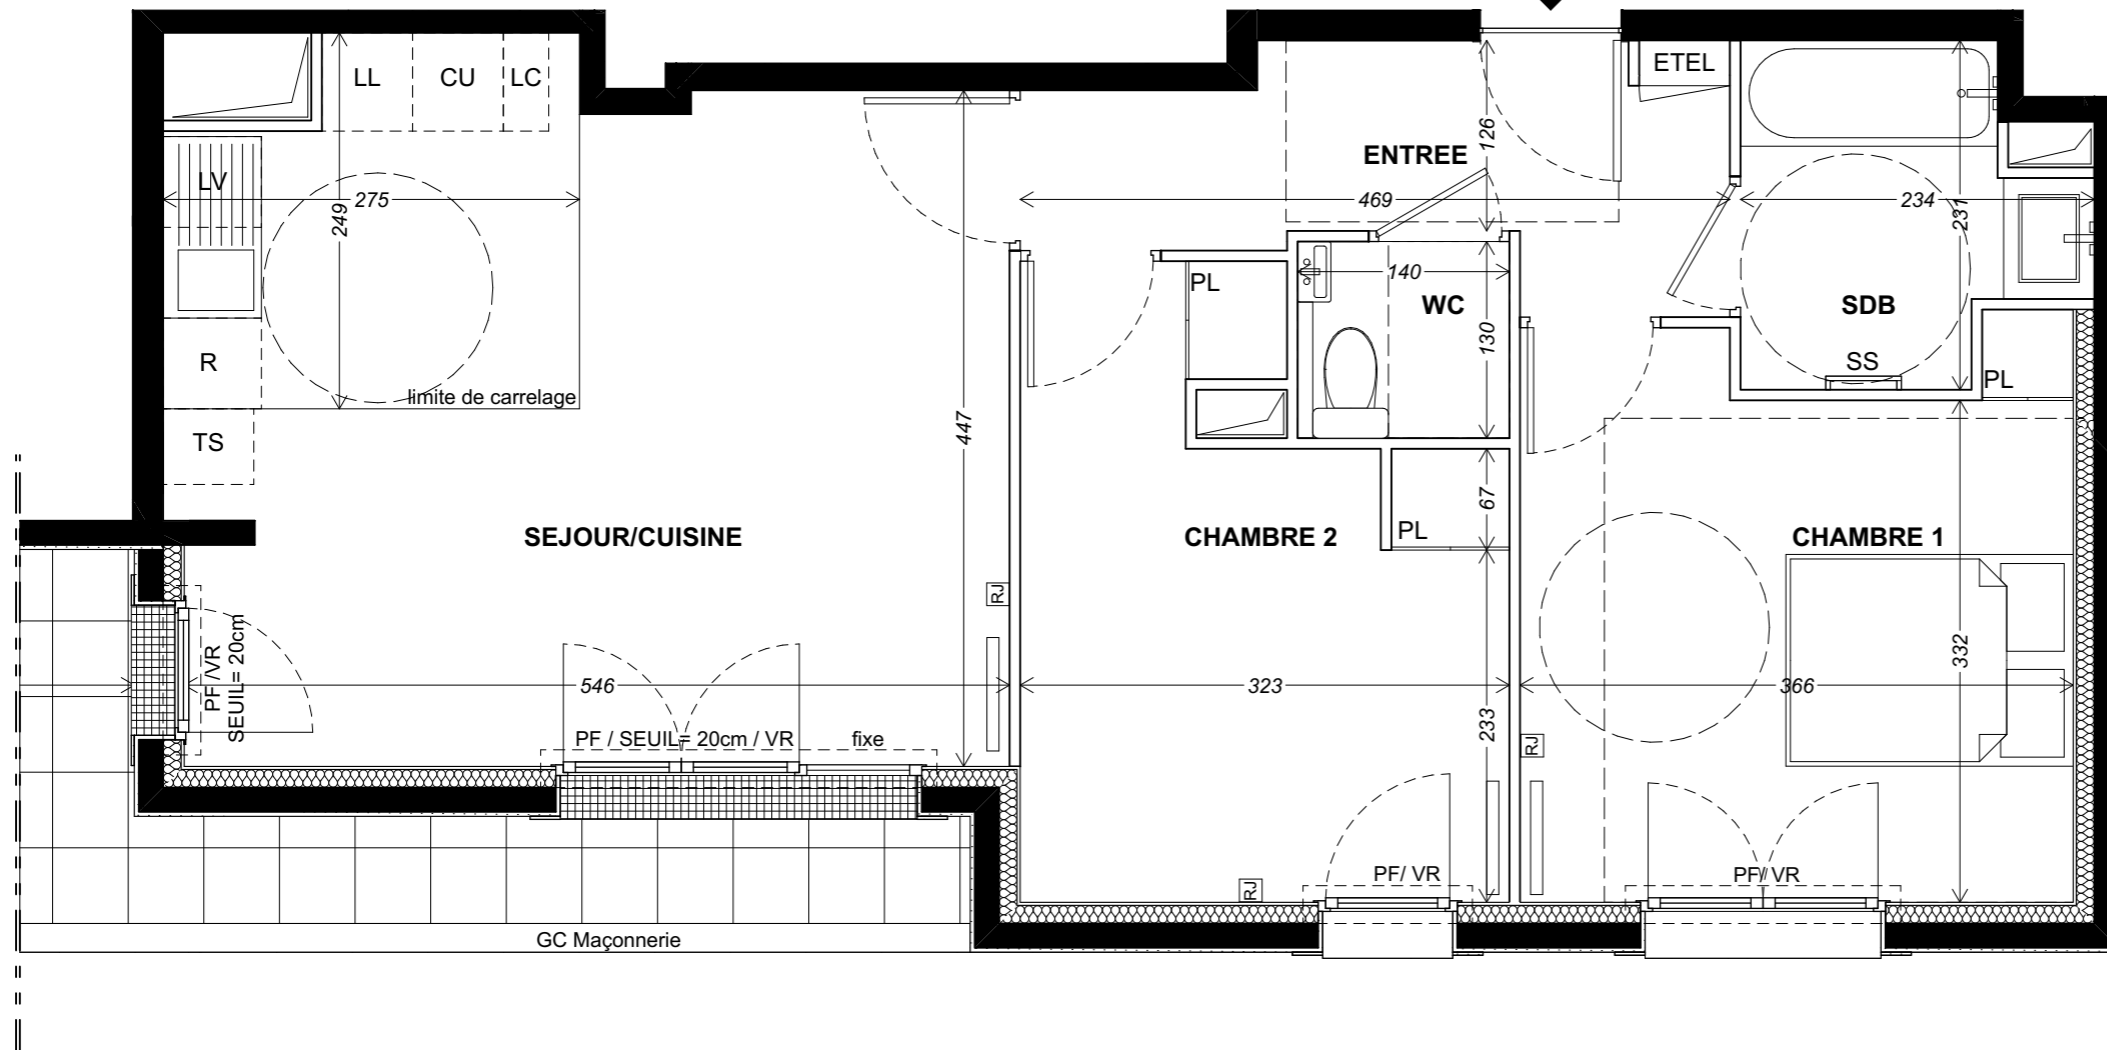 LL
CU
LC
ETEL
LV
126
ENTREE
275
249
469
234
231
PL
140
WC
SDB
130
R
SS
PL
limite de carrelage
447
TS
67
PL
SEJOUR/CUISINE
CHAMBRE 2
CHAMBRE 1
RJ
PF /VR
SEUIL= 20cm
546
323
366
332
233
RJ
PF / SEUIL= 20cm / VR
fixe
PF/ VR
PF/ VR
RJ
GC Maçonnerie